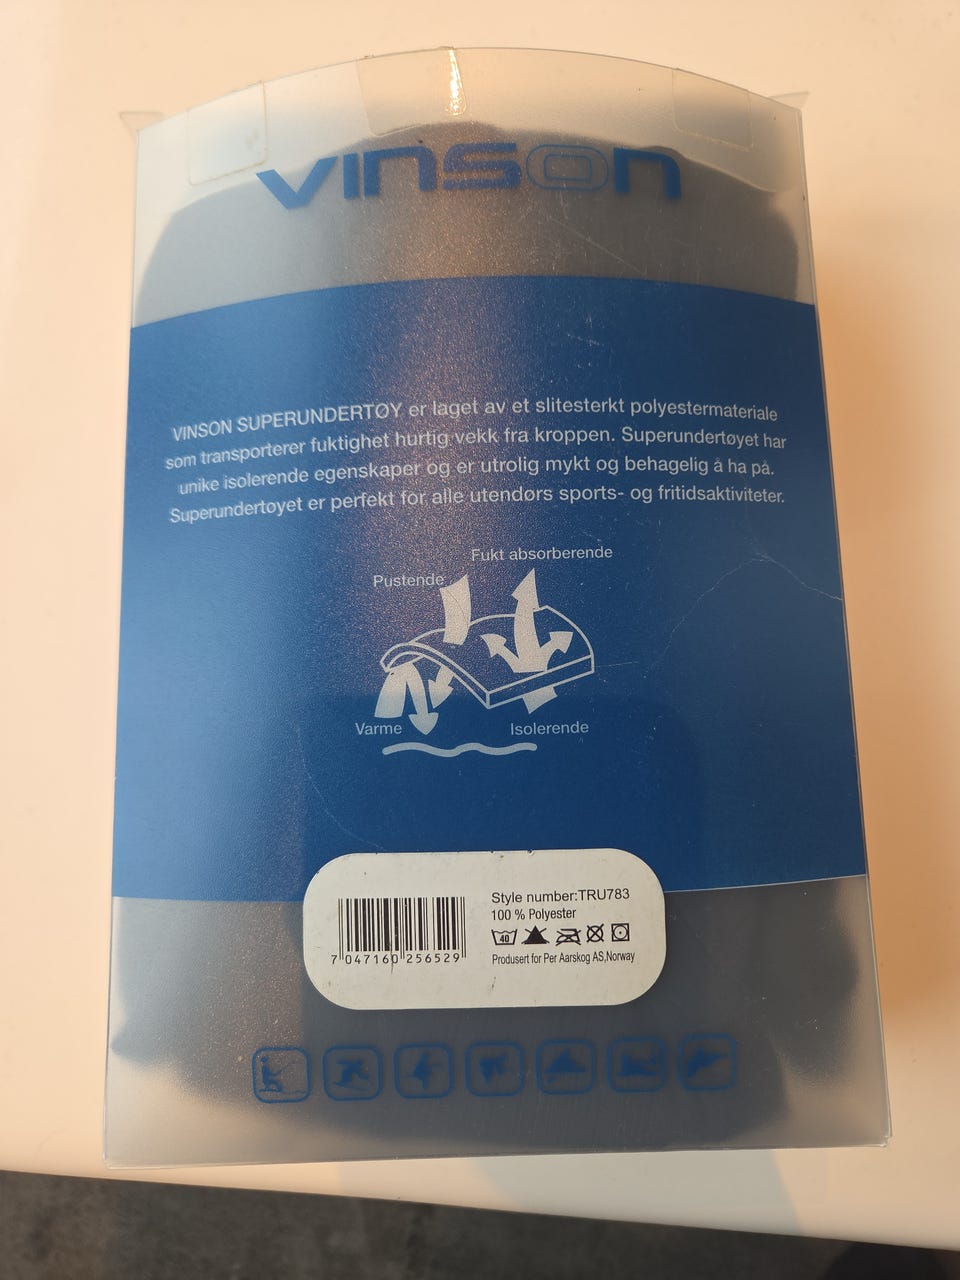 VINSON
VINSON SUPERUNDERTØY er laget av et slitesterkt polyestermateriale
som transporterer fuktighet hurtig vekk fra kroppen. Superundertøyet har
unike isolerende egenskaper og er utrolig mykt og behagelig å ha på.
Superundertøyet er perfekt for alle utendørs sports- og fritidsaktiviteter.
Fukt absorberende
Pustende
Varme
Isolerende
Style number:TRU783
100 % Polyester
40
Produsert for Per Aarskog AS,Norway
7 047160 256529